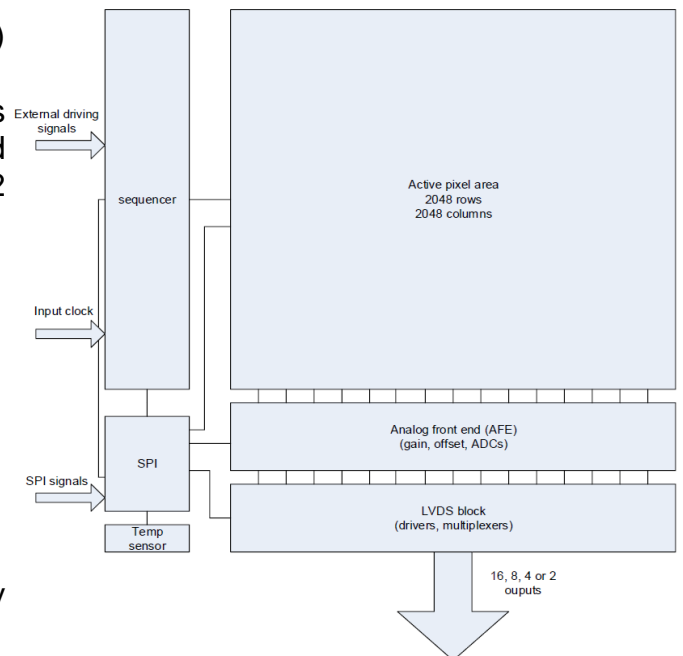 )
s
d
2
External driving
signals
sequencer
Active pixel area
2048 rows
2048 columns
Input clock
Analog front end (AFE)
(gain, offset, ADCs)
SPI
SPI signals
LVDS block
(drivers, multiplexers)
Temp
sensor
16, 8, 4 or 2
ouputs